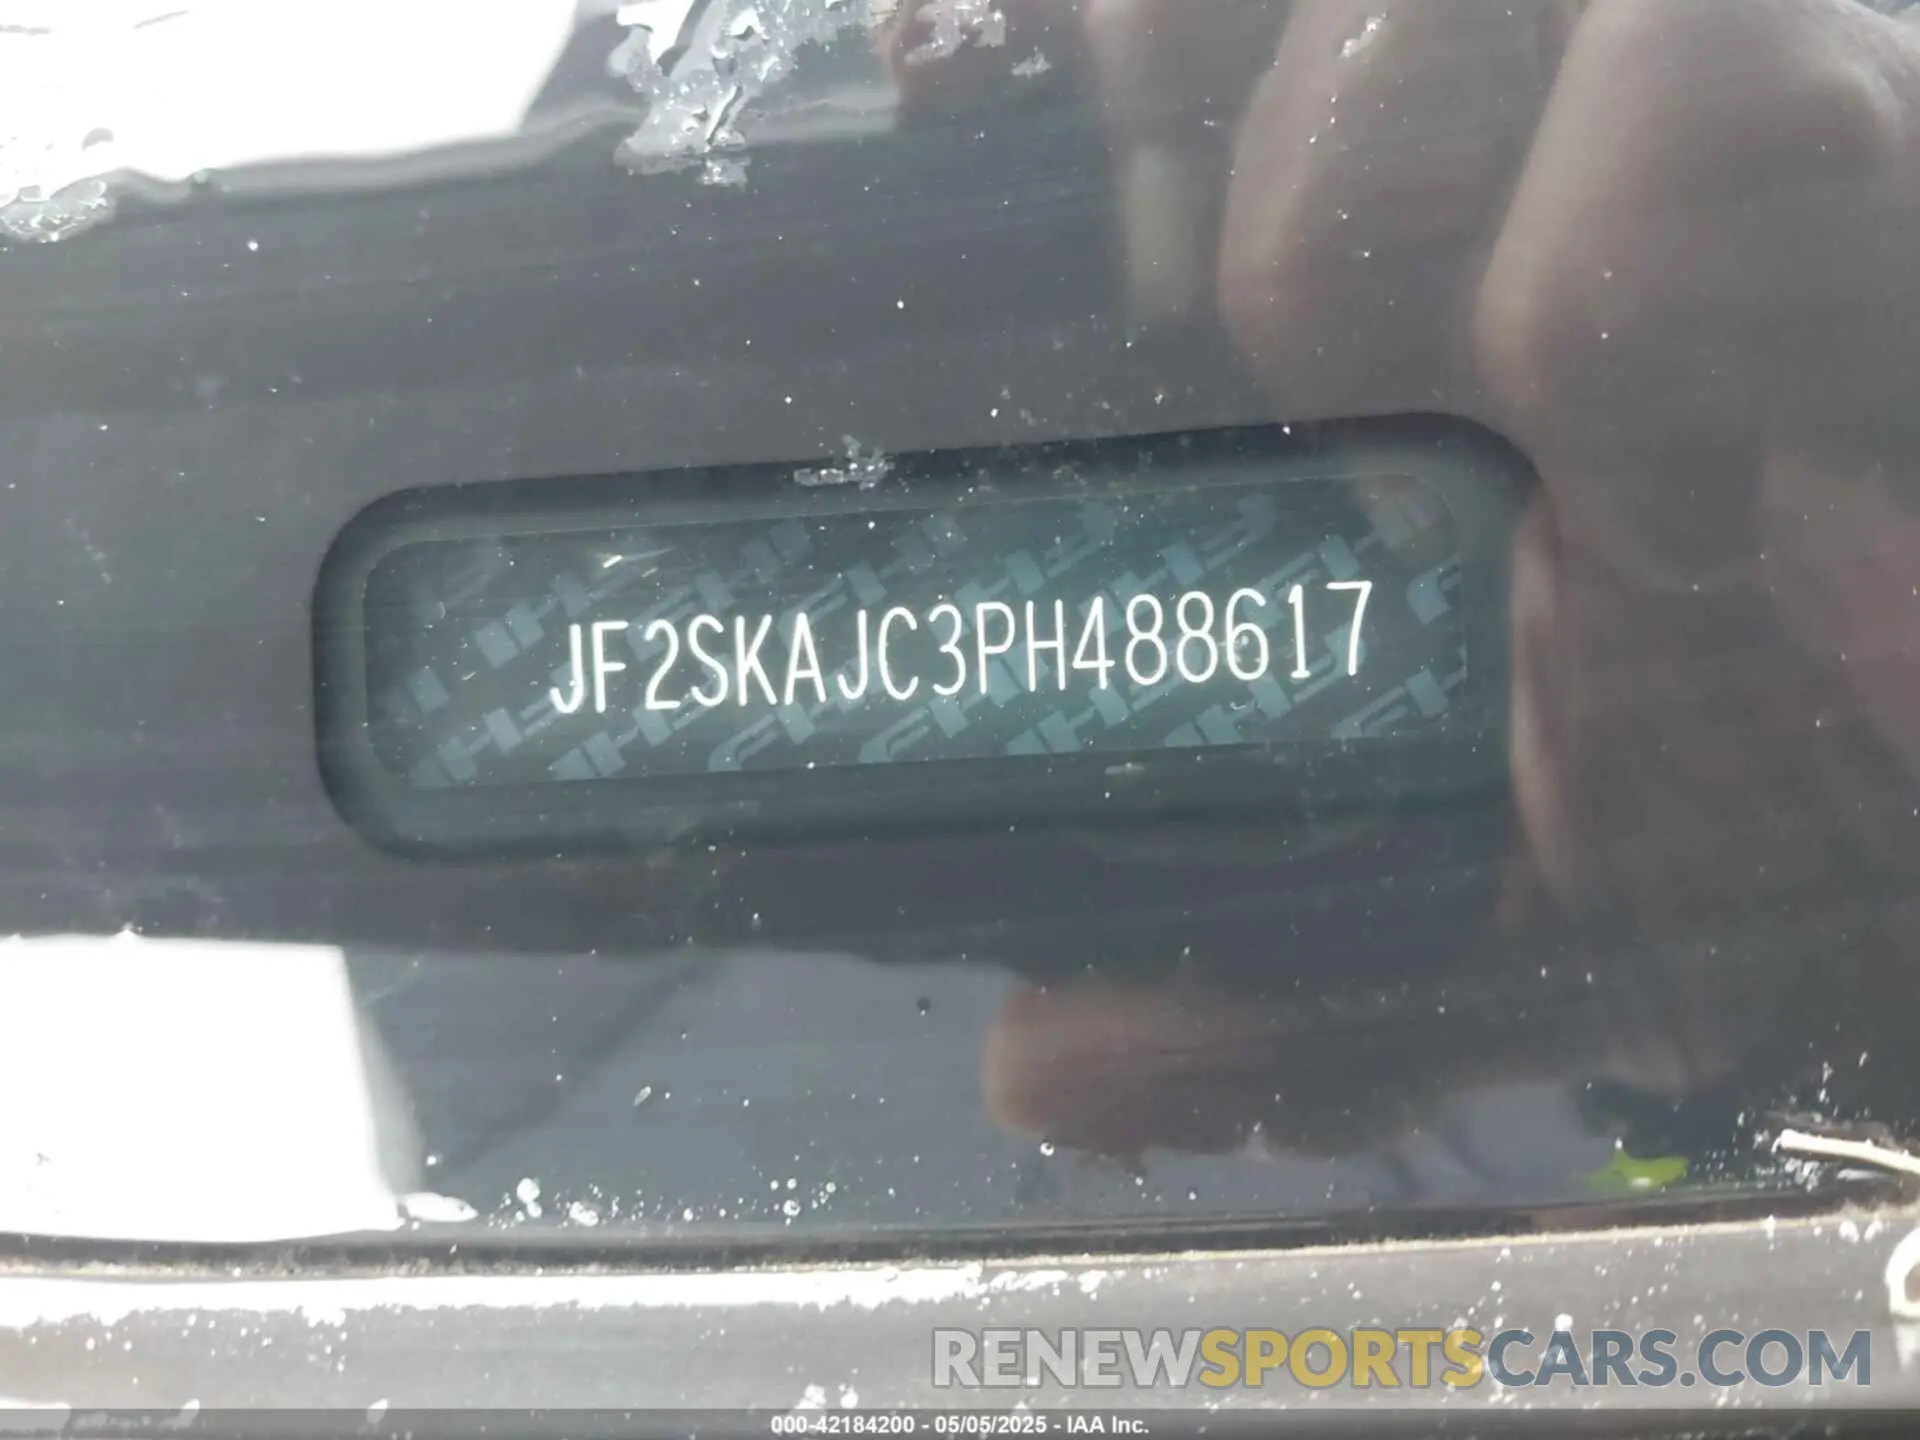 JF2SKAJC3PH488617
RENEWSPORTSCARS.COM
000-42184200 - 05/05/2025 - IAA Inc.